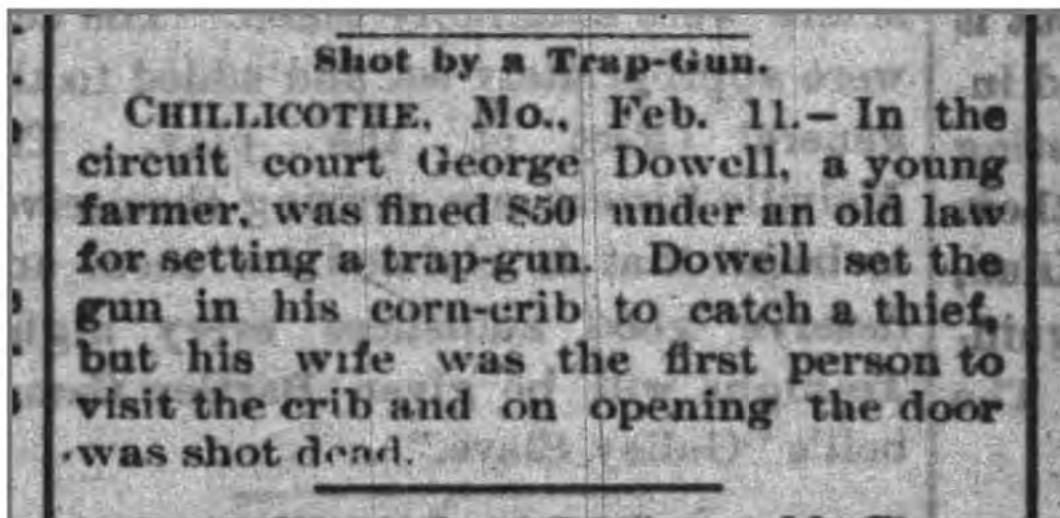 Shot by a Trap-Gun.
CHILLICOTHE, Mo., Feb. 11.— In the
circuit court George Dowell, a young
farmer, was fined $50 under an old law
for setting a trap-gun. Dowell set the
gun in his corn-crib to catch a thief,
but his wife was the first person to
visit the crib and on opening the door
was shot dead.